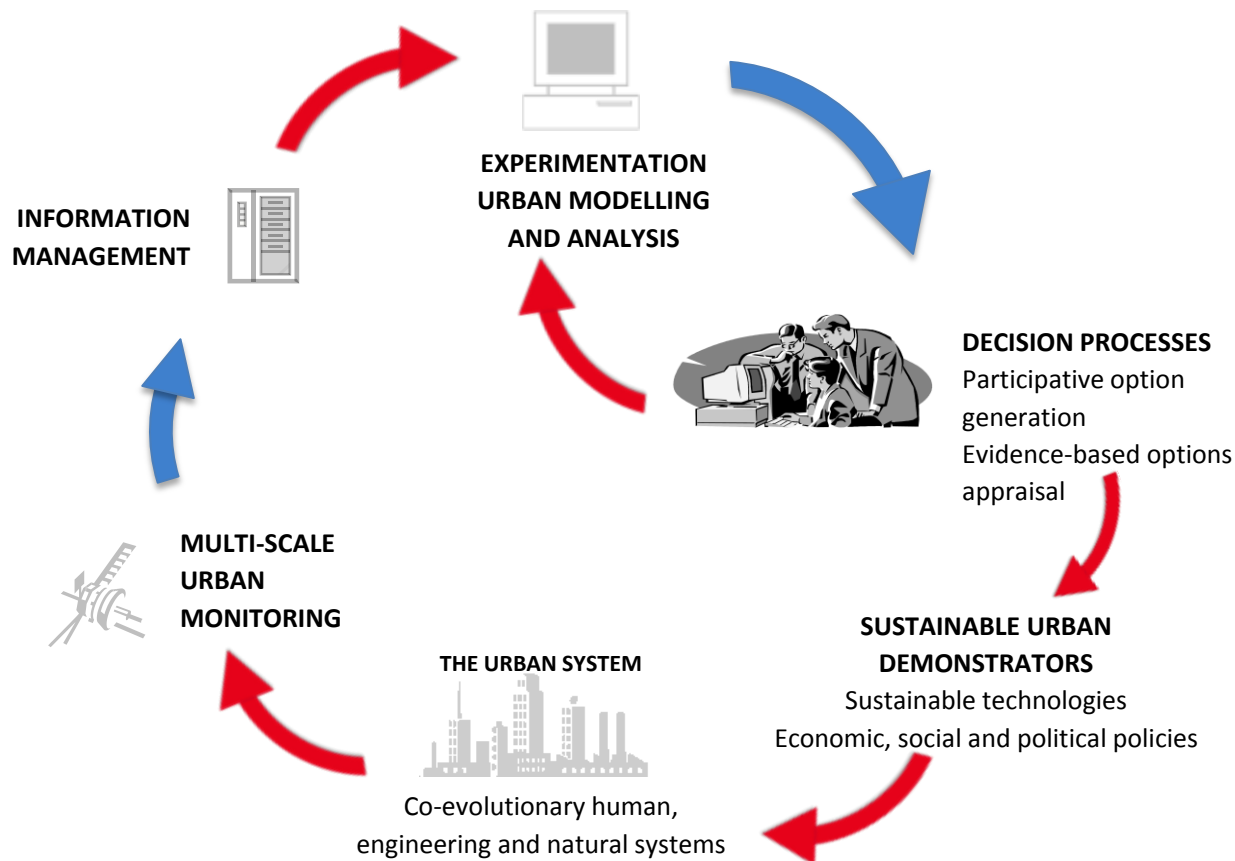 EXPERIMENTATION
URBAN MODELLING
AND ANALYSIS
INFORMATION
MANAGEMENT
DECISION PROCESSES
Participative option
generation
Evidence-based options
appraisal
MULTI-SCALE
URBAN
MONITORING
SUSTAINABLE URBAN
DEMONSTRATORS
Sustainable technologies
Economic, social and political policies
THE URBAN SYSTEM
Co-evolutionary human,
engineering and natural systems